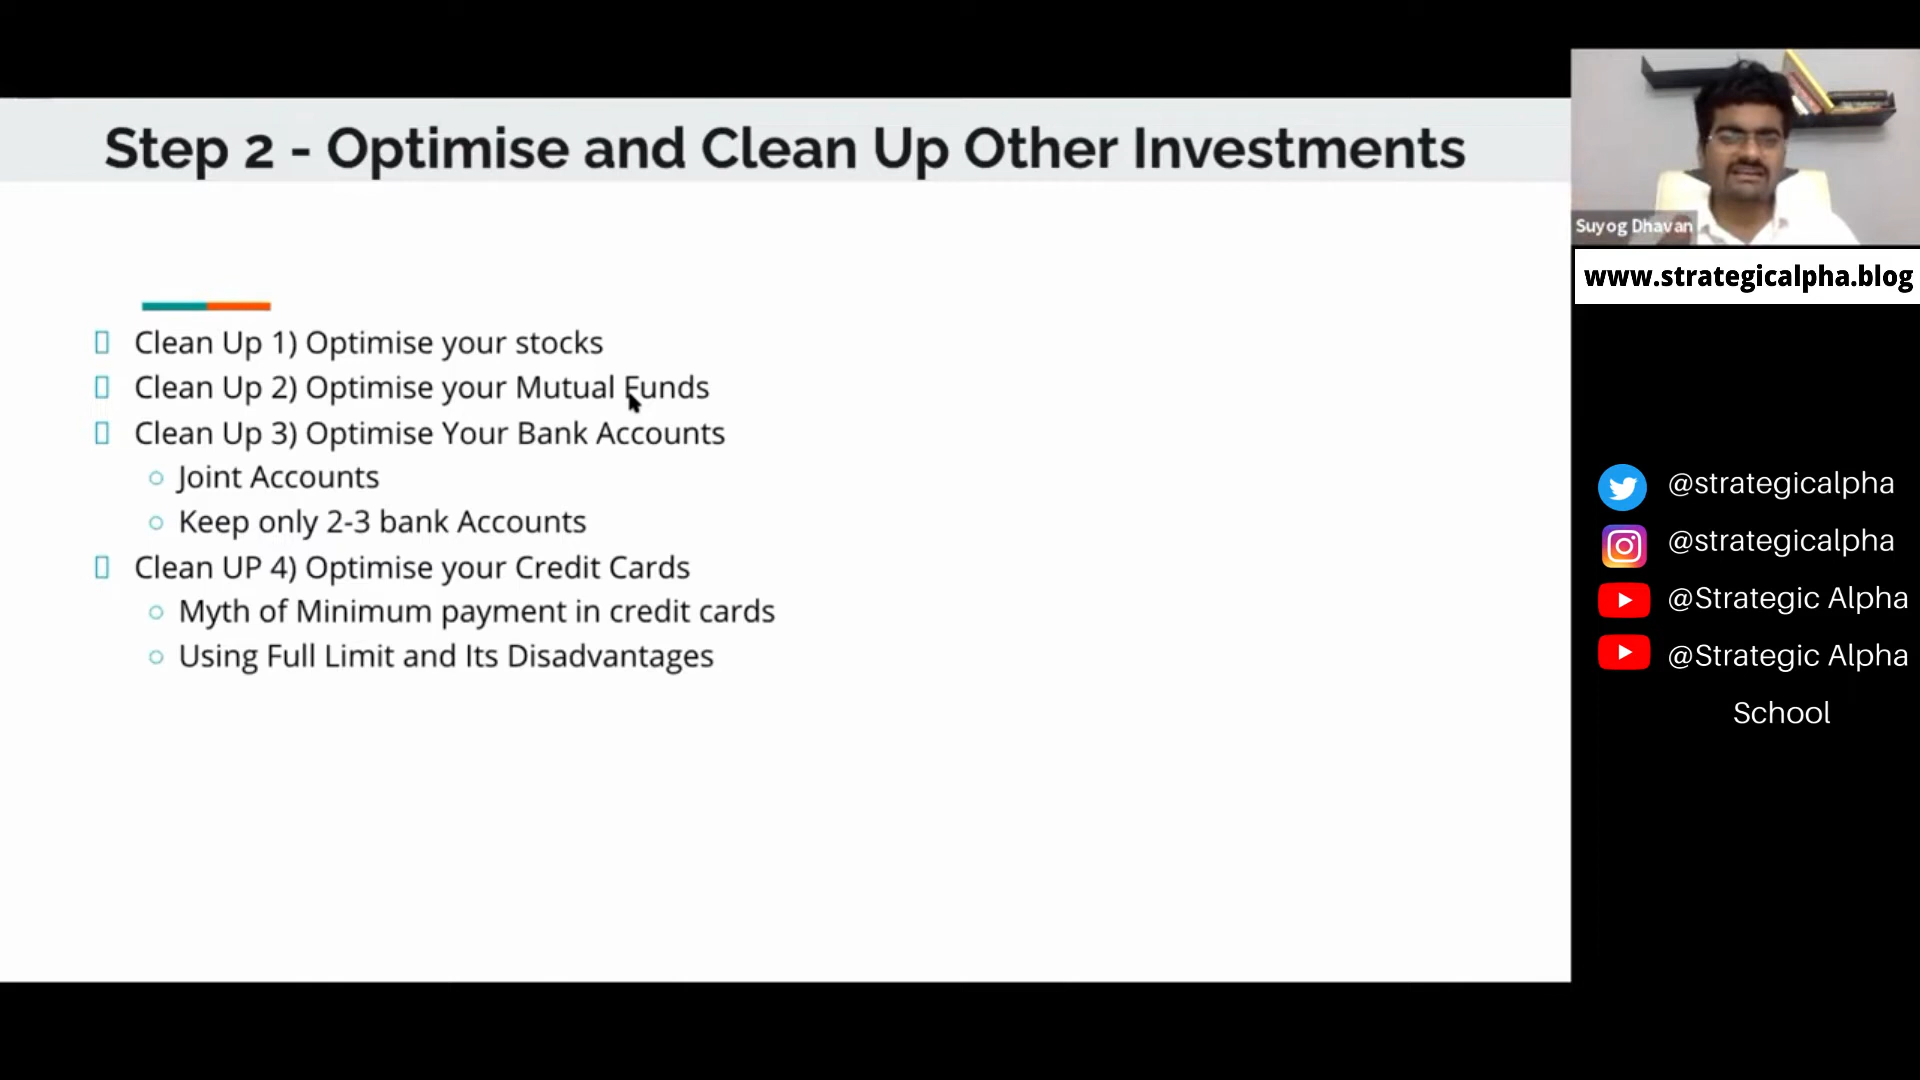 Step 2 - Optimise and Clean Up Other Investments
Clean Up 1) Optimise your stocks
Clean Up 2) Optimise your Mutual Funds
Clean Up 3) Optimise Your Bank Accounts
Joint Accounts
Keep only 2-3 bank Accounts
Clean UP 4) Optimise your Credit Cards
Myth of Minimum payment in credit cards
Using Full Limit and Its Disadvantages
Suyog Dhavan
www.strategicalpha.blog
@strategicalpha
@strategicalpha
@Strategic Alpha
@Strategic Alpha
School